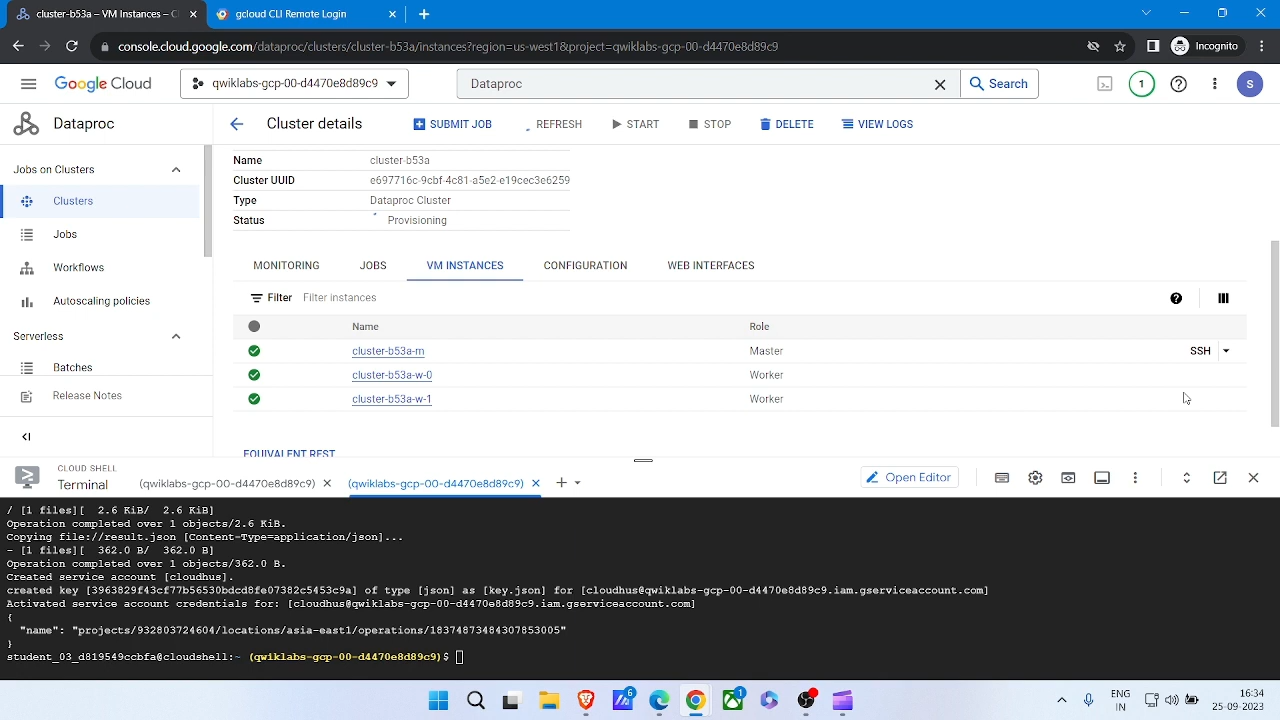 cluster-b53a – VM Instances – C
gcloud CLI Remote Login
console.cloud.google.com/dataproc/clusters/cluster-b53a/instances?region=us-west1&project=qwiklabs-gcp-00-d4470e8d89c9
Incognito
Google Cloud
qwiklabs-gcp-00-d4470e8d89c9
Dataproc
Search
1
S
Dataproc
Cluster details
SUBMIT JOB
REFRESH
START
STOP
DELETE
VIEW LOGS
Jobs on Clusters
Clusters
Jobs
Workflows
Autoscaling policies
Serverless
Batches
Release Notes
Name cluster-b53a
Cluster UUID e697716c-9cbf-4c81-a5e2-e19cec3e6259
Type Dataproc Cluster
Status Provisioning
MONITORING JOBS VM INSTANCES CONFIGURATION WEB INTERFACES
Filter Filter instances
Name Role
cluster-b53a-m Master SSH
cluster-b53a-w-0 Worker
cluster-b53a-w-1 Worker
EQUIVALENT REST
CLOUD SHELL
Terminal
(qwiklabs-gcp-00-d4470e8d89c9)
(qwiklabs-gcp-00-d4470e8d89c9)
Open Editor
/ [1 files][  2.6 KiB/  2.6 KiB]
Operation completed over 1 objects/2.6 KiB.
Copying file://result.json [Content-Type=application/json]...
- [1 files][  362.0 B/  362.0 B]
Operation completed over 1 objects/362.0 B.
Created service account [cloudhus].
created key [3963829f43cf77b56530bdcd8fe07382c5453c9a] of type [json] as [key.json] for [cloudhus@qwiklabs-gcp-00-d4470e8d89c9.iam.gserviceaccount.com]
Activated service account credentials for: [cloudhus@qwiklabs-gcp-00-d4470e8d89c9.iam.gserviceaccount.com]
{
"name": "projects/932803724604/locations/asia-east1/operations/18374873484307853005"
}
student_03_d819549ccbfa@cloudshell:~ (qwiklabs-gcp-00-d4470e8d89c9)$
6
1
ENG
IN
16:34
25-09-2023